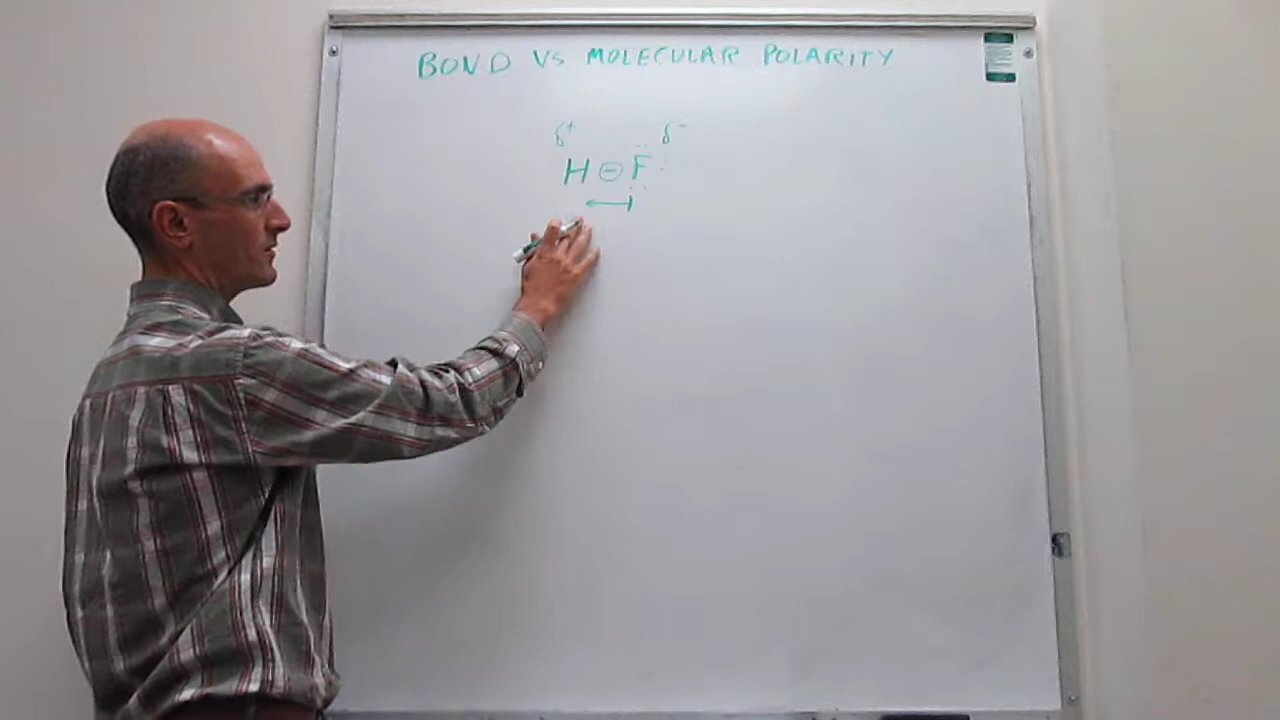 BOND VS MOLECULAR POLARITY
δ+ δ-
H F